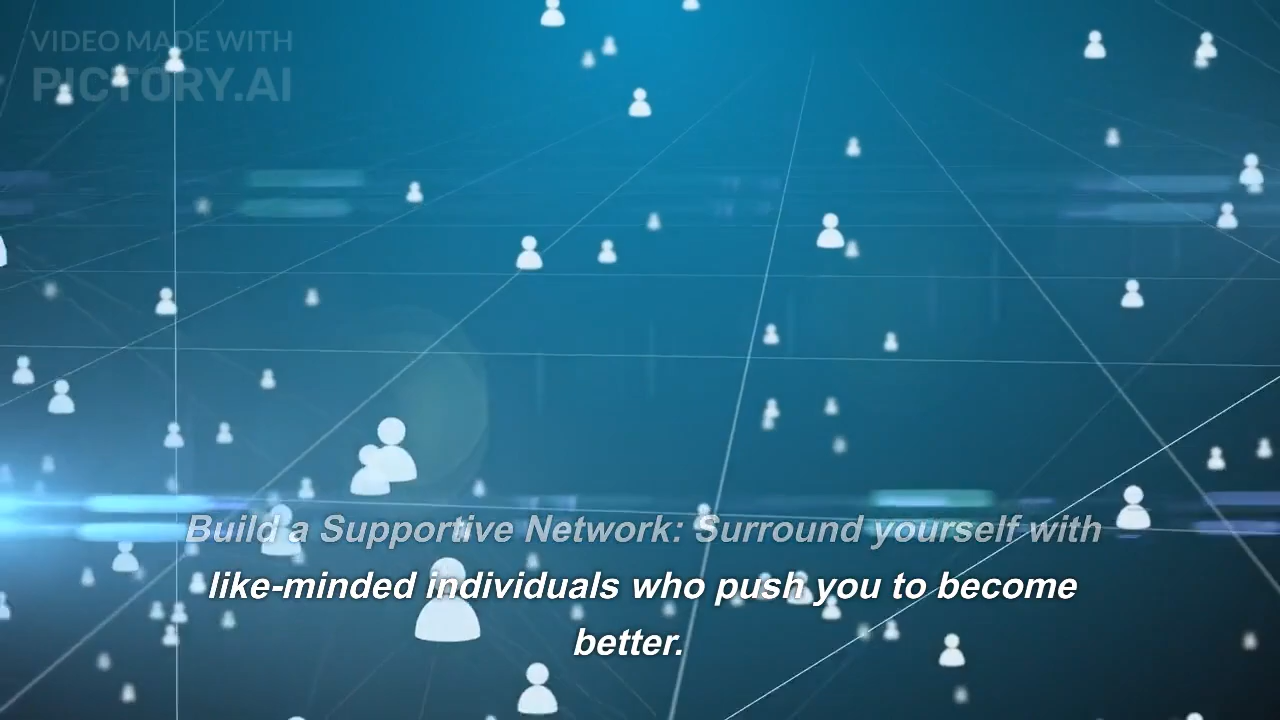 VIDEO MADE WITH
PICTORY.AI
Build a Supportive Network: Surround yourself with
like-minded individuals who push you to become
better.